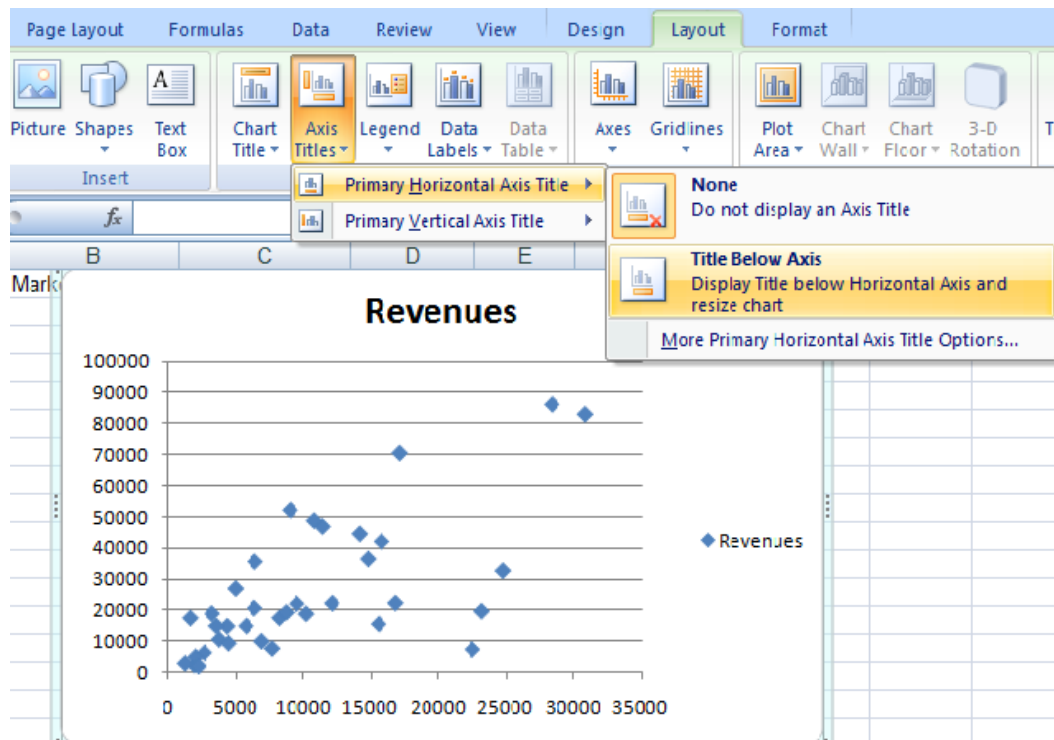 Page Layout Formulas Data Review View Design Layout Format
Picture Shapes Text Box Chart Title Axis Titles Legend Data Labels Data Table Axes Gridlines Plot Area Chart Wall Chart Floor 3-D Rotation T
Insert
Primary Horizontal Axis Title
Primary Vertical Axis Title
None
Do not display an Axis Title
Title Below Axis
Display Title below Horizontal Axis and
resize chart
More Primary Horizontal Axis Title Options...
fx
B C D E
Mark
Revenues
100000
90000
80000
70000
60000
50000
40000
30000
20000
10000
0
0 5000 10000 15000 20000 25000 30000 35000
Revenues